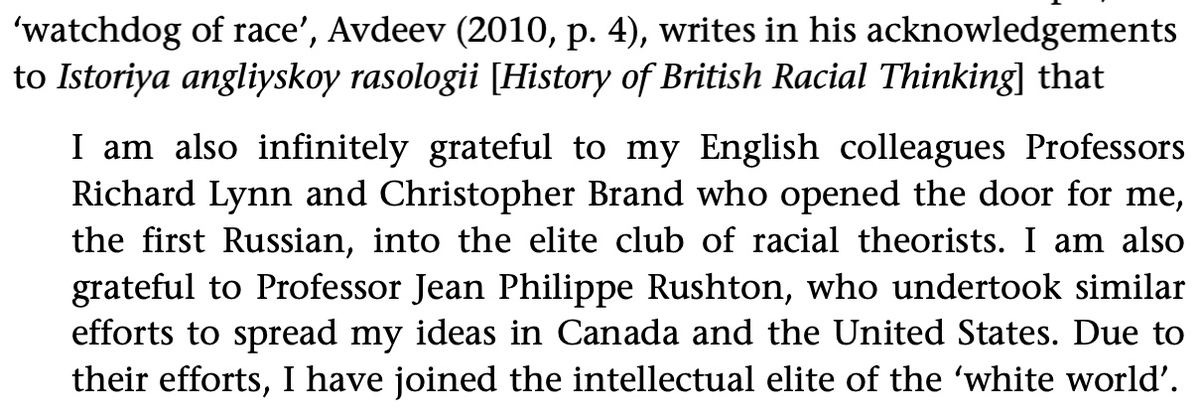 'watchdog of race', Avdeev (2010, p. 4), writes in his acknowledgements
to Istoriya angliyskoy rasologii [History of British Racial Thinking] that
I am also infinitely grateful to my English colleagues Professors
Richard Lynn and Christopher Brand who opened the door for me,
the first Russian, into the elite club of racial theorists. I am also
grateful to Professor Jean Philippe Rushton, who undertook similar
efforts to spread my ideas in Canada and the United States. Due to
their efforts, I have joined the intellectual elite of the 'white world'.